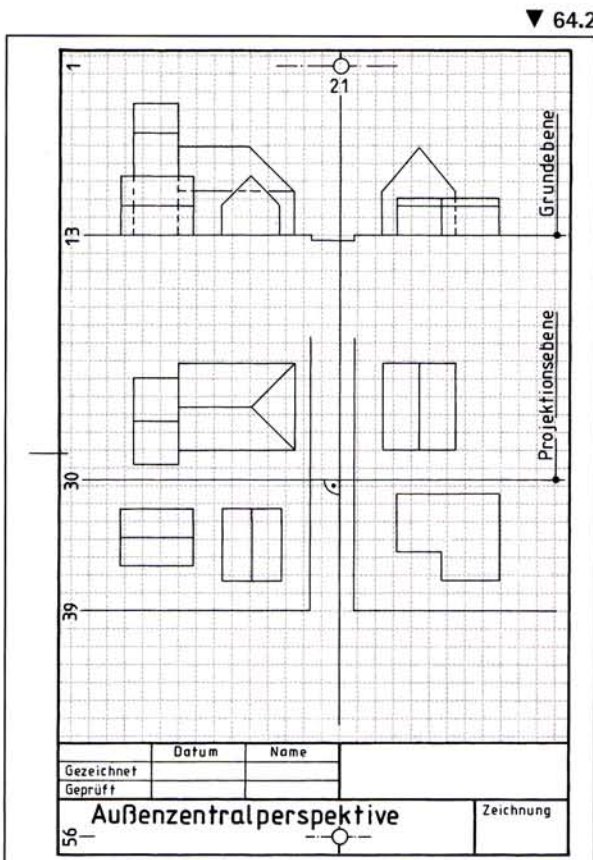 ▼ 64.2
1
21
Grundebene
13
Projektionsebene
30
39
Datum Name
Gezeichnet
Geprüft
Außenzentralperspektive
Zeichnung
56